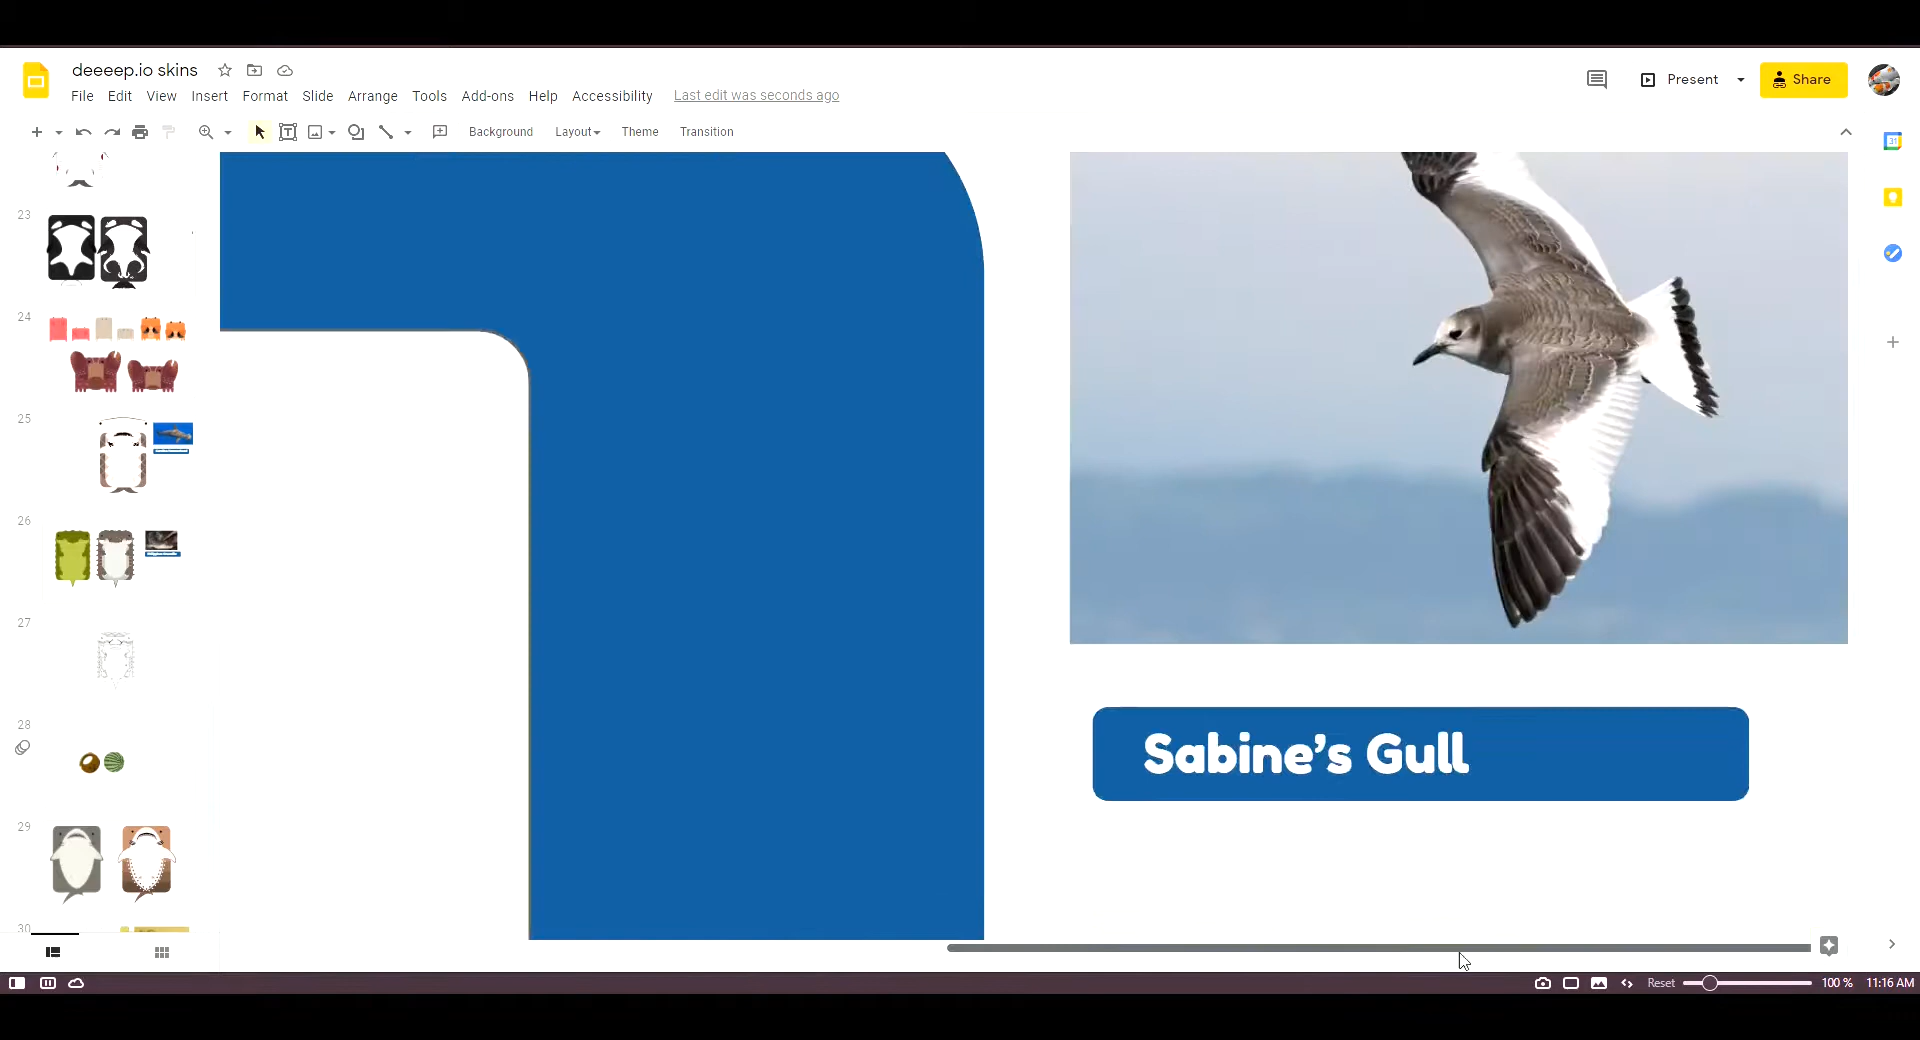 deeeep.io skins
File Edit View Insert Format Slide Arrange Tools Add-ons Help Accessibility Last edit was seconds ago
Present
Share
Background Layout Theme Transition
31
23
24
25
26
27
28
29
30
Sabine’s Gull
Reset 100 % 11:16 AM